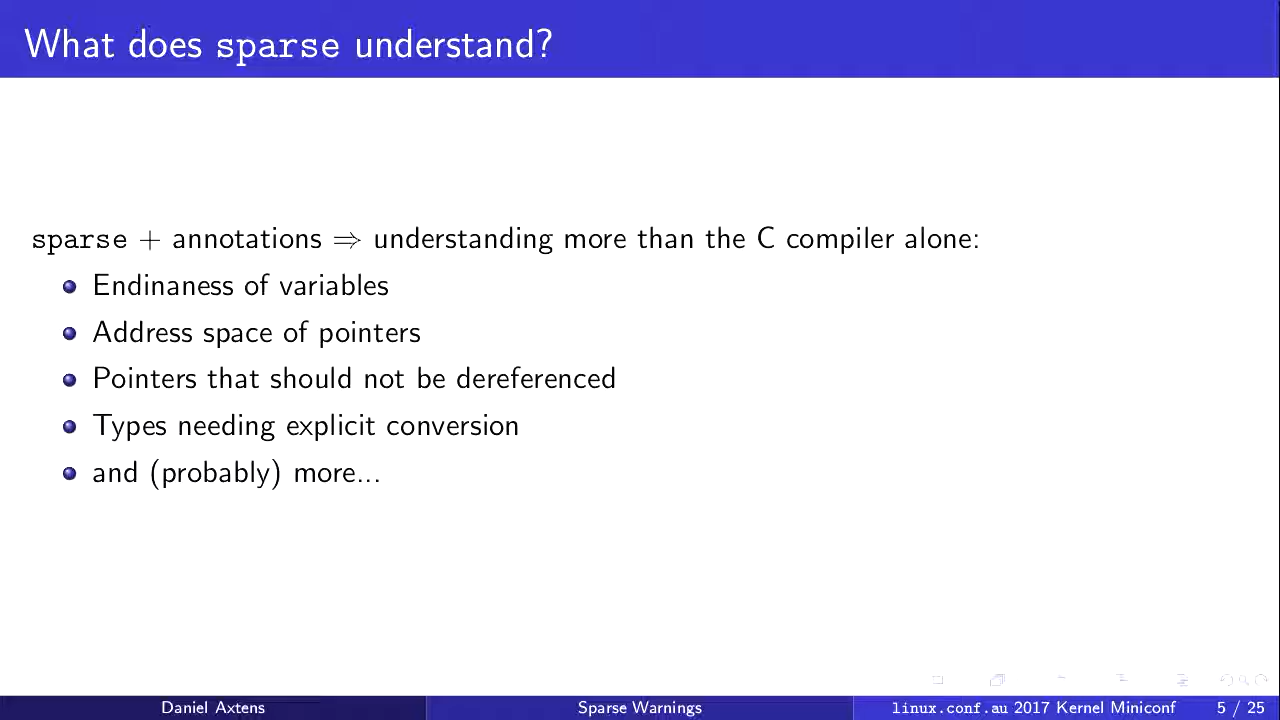 What does sparse understand?
sparse + annotations ⇒ understanding more than the C compiler alone:
Endinaness of variables
Address space of pointers
Pointers that should not be dereferenced
Types needing explicit conversion
and (probably) more...
Daniel Axtens
Sparse Warnings
linux.conf.au 2017 Kernel Miniconf
5 / 25